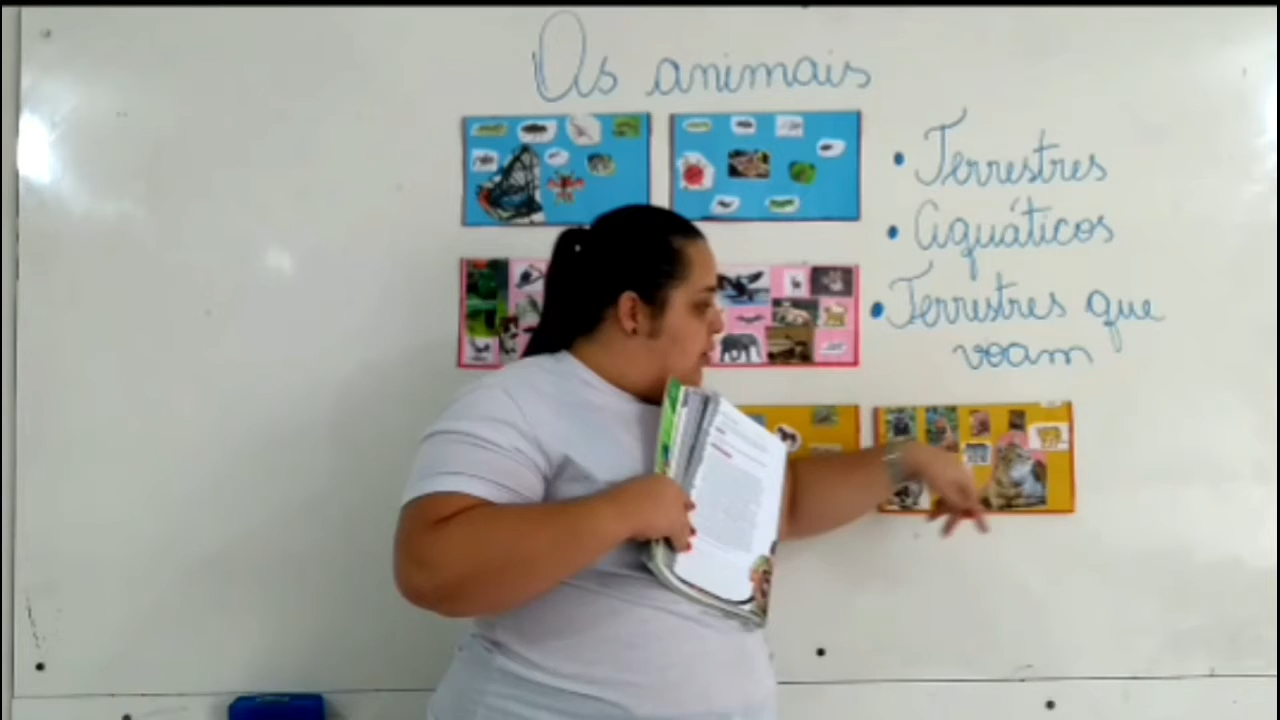 Os animais
• Terrestres
• Aquáticos
• Terrestres que
voam